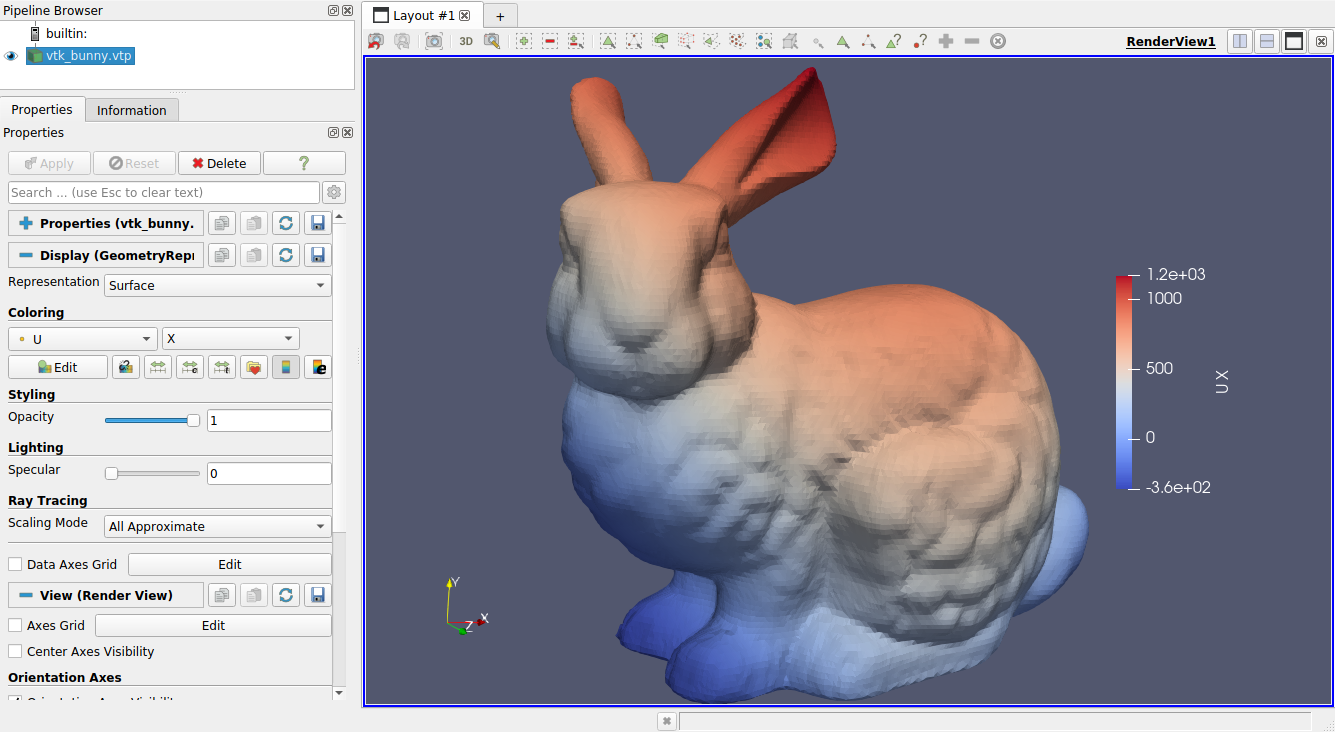 Pipeline Browser
builtin:
vtk_bunny.vtp
Properties
Information
Properties
Apply
Reset
Delete
?
Search ... (use Esc to clear text)
Properties (vtk_bunny.
Display (GeometryRepr
Representation
Surface
Coloring
U
X
Edit
Styling
Opacity
1
Lighting
Specular
0
Ray Tracing
Scaling Mode
All Approximate
Data Axes Grid
Edit
View (Render View)
Axes Grid
Edit
Center Axes Visibility
Orientation Axes
Layout #1
+
3D
RenderView1
1.2e+03
1000
500
0
-3.6e+02
U X
Y
X
Z